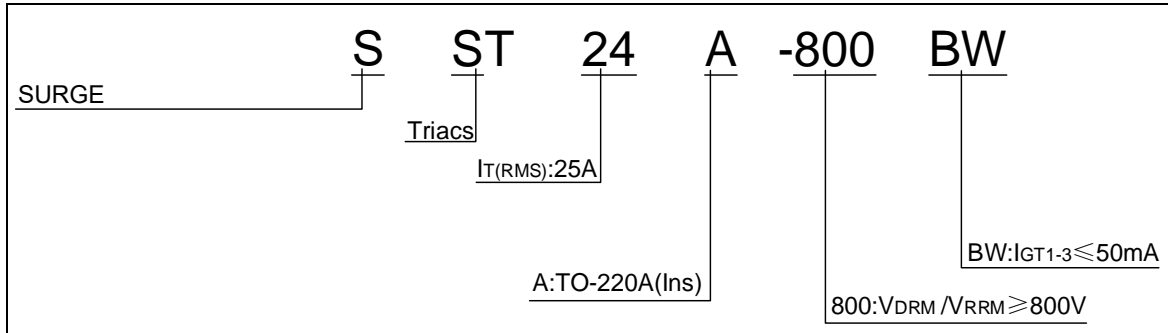 S ST 24 A -800 BW
SURGE
Triacs
IT(RMS):25A
BW:IGT1-3≤50mA
A:TO-220A(Ins)
800:VDRM /VRRM≥800V